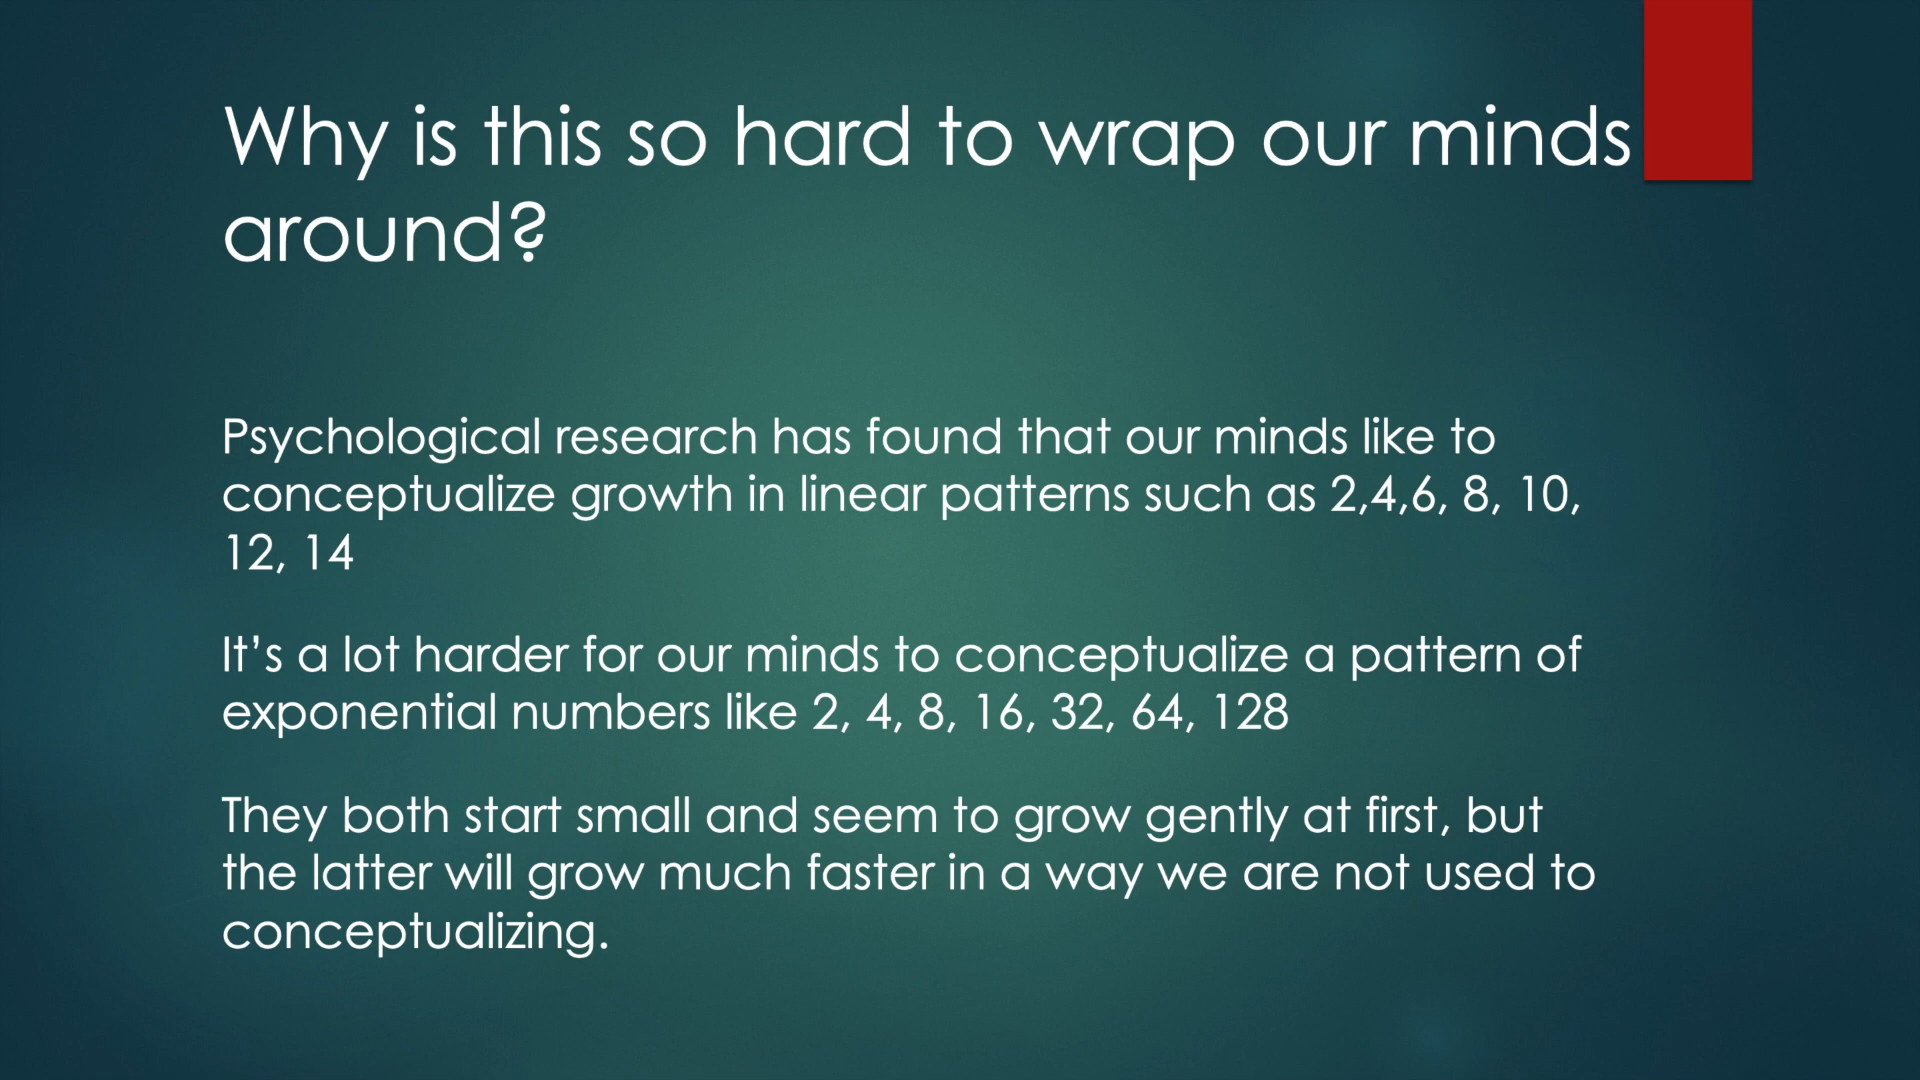 Why is this so hard to wrap our minds
around?
Psychological research has found that our minds like to
conceptualize growth in linear patterns such as 2,4,6, 8, 10,
12, 14
It’s a lot harder for our minds to conceptualize a pattern of
exponential numbers like 2, 4, 8, 16, 32, 64, 128
They both start small and seem to grow gently at first, but
the latter will grow much faster in a way we are not used to
conceptualizing.